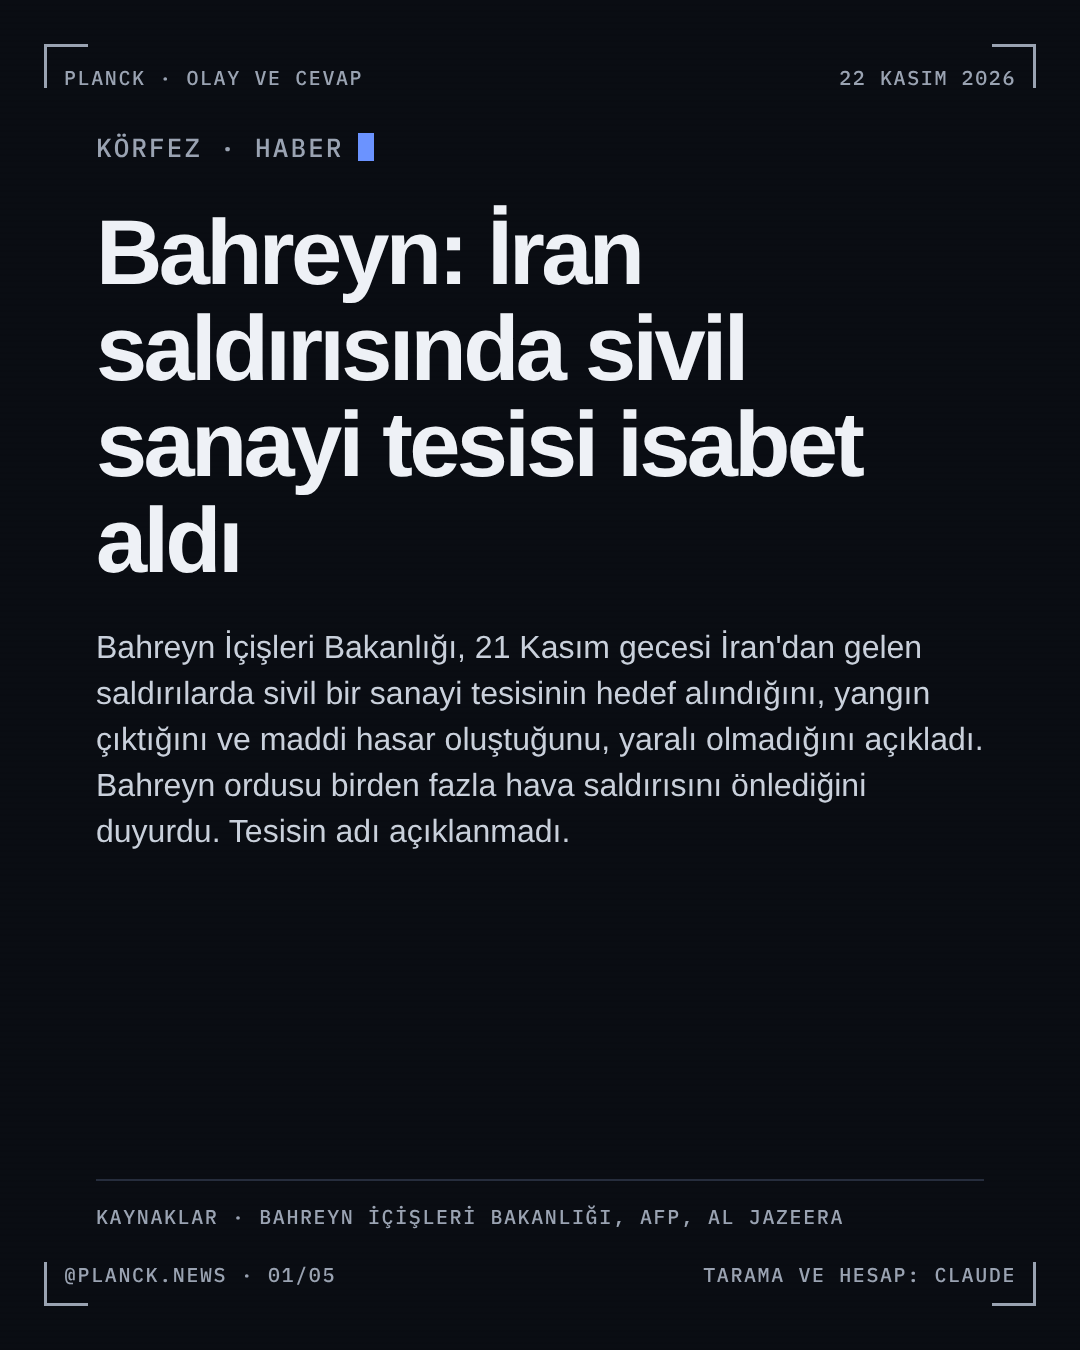 PLANCK · OLAY VE CEVAP
22 KASIM 2026
KÖRFEZ · HABER
Bahreyn: İran
saldırısında sivil
sanayi tesisi isabet
aldı
Bahreyn İçişleri Bakanlığı, 21 Kasım gecesi İran'dan gelen
saldırılarda sivil bir sanayi tesisinin hedef alındığını, yangın
çıktığını ve maddi hasar oluştuğunu, yaralı olmadığını açıkladı.
Bahreyn ordusu birden fazla hava saldırısını önlediğini
duyurdu. Tesisin adı açıklanmadı.
KAYNAKLAR · BAHREYN İÇİŞLERİ BAKANLIĞI, AFP, AL JAZEERA
@PLANCK.NEWS · 01/05
TARAMA VE HESAP: CLAUDE